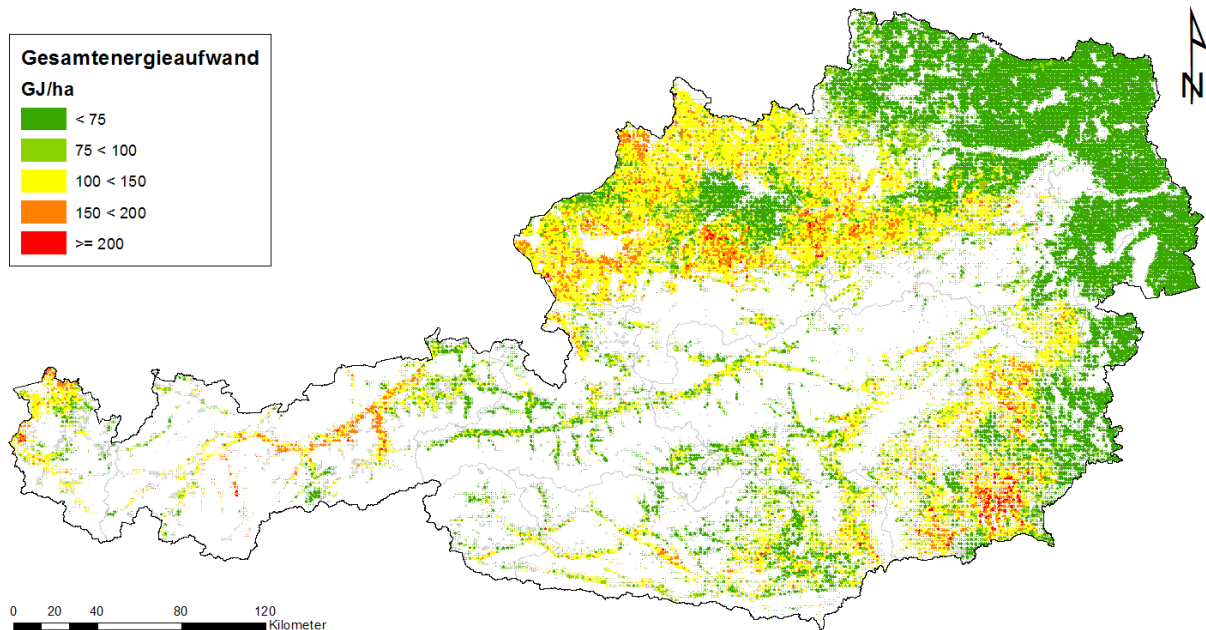 Gesamtenergieaufwand
GJ/ha
< 75
75 < 100
100 < 150
150 < 200
>= 200
N
0 20 40 80 120
Kilometer